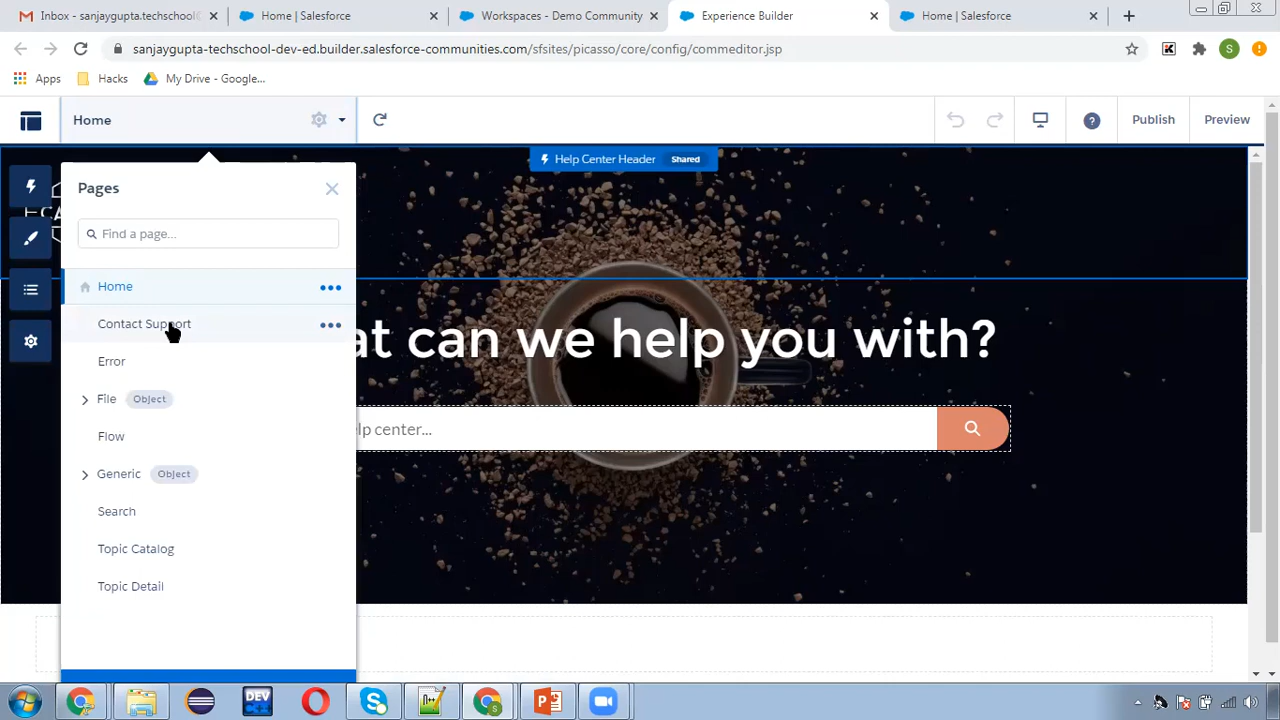 Inbox - sanjaygupta.techschool@
Home | Salesforce
Workspaces - Demo Community
Experience Builder
Home | Salesforce
sanjaygupta-techschool-dev-ed.builder.salesforce-communities.com/sfsites/picasso/core/config/commeditor.jsp
S
Apps
Hacks
My Drive - Google...
Home
Publish
Preview
Help Center Header
Shared
Pages
Find a page...
Home
Contact Support
Error
File
Object
Flow
Generic
Object
Search
Topic Catalog
Topic Detail
at can we help you with?
lp center...
DEV